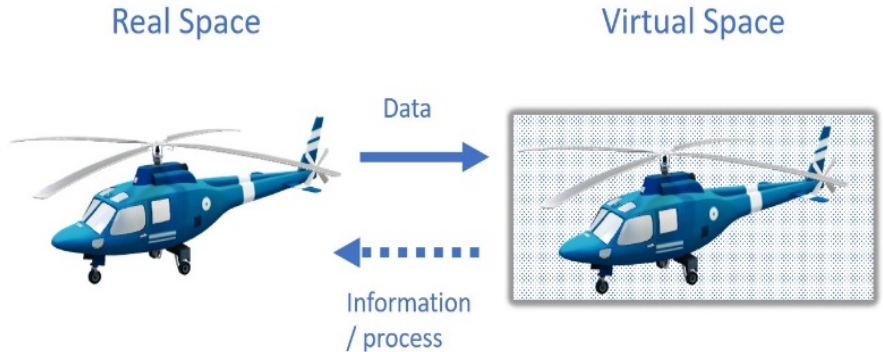 Real Space
Virtual Space
Data
Information
/ process